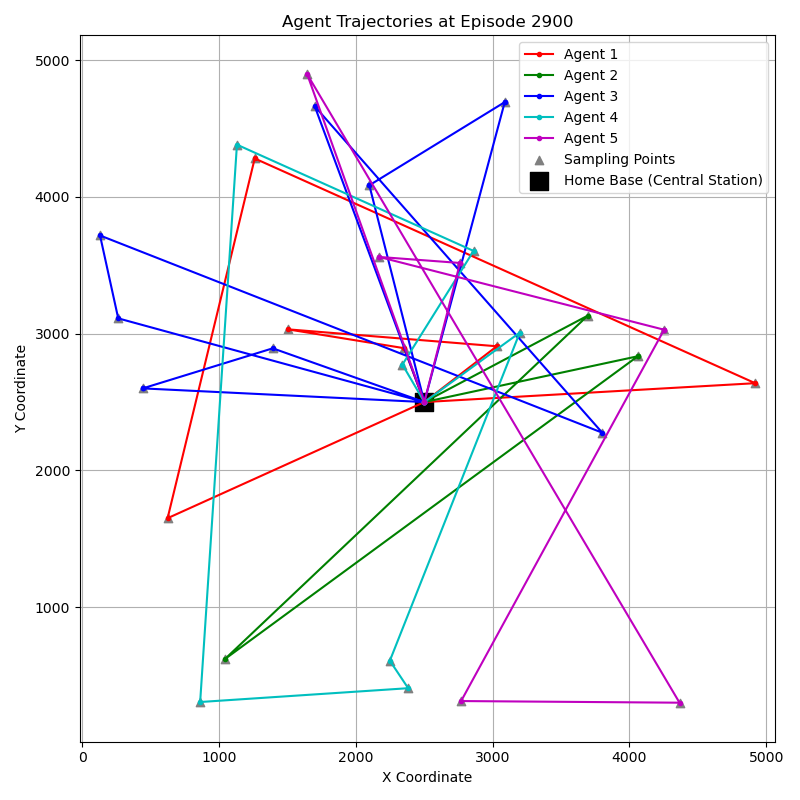 Agent Trajectories at Episode 2900
Agent 1
Agent 2
Agent 3
Agent 4
Agent 5
Sampling Points
Home Base (Central Station)
Y Coordinate
5000
4000
3000
2000
1000
0 1000 2000 3000 4000 5000
X Coordinate